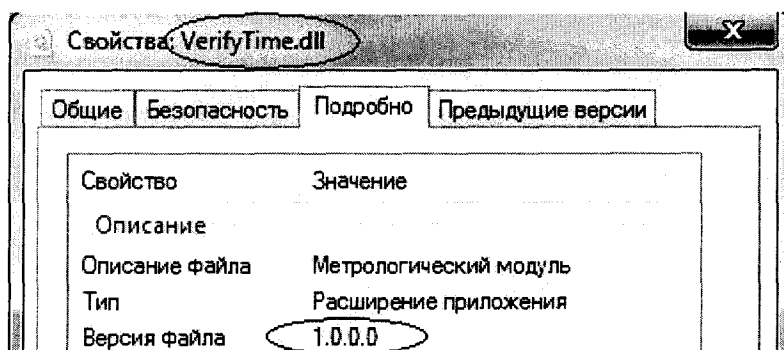 Свойства: VerifyTime.dll
Общие Безопасность Подробно Предыдущие версии
Свойство Значение
Описание
Описание файла Метрологический модуль
Тип Расширение приложения
Версия файла 1.0.0.0